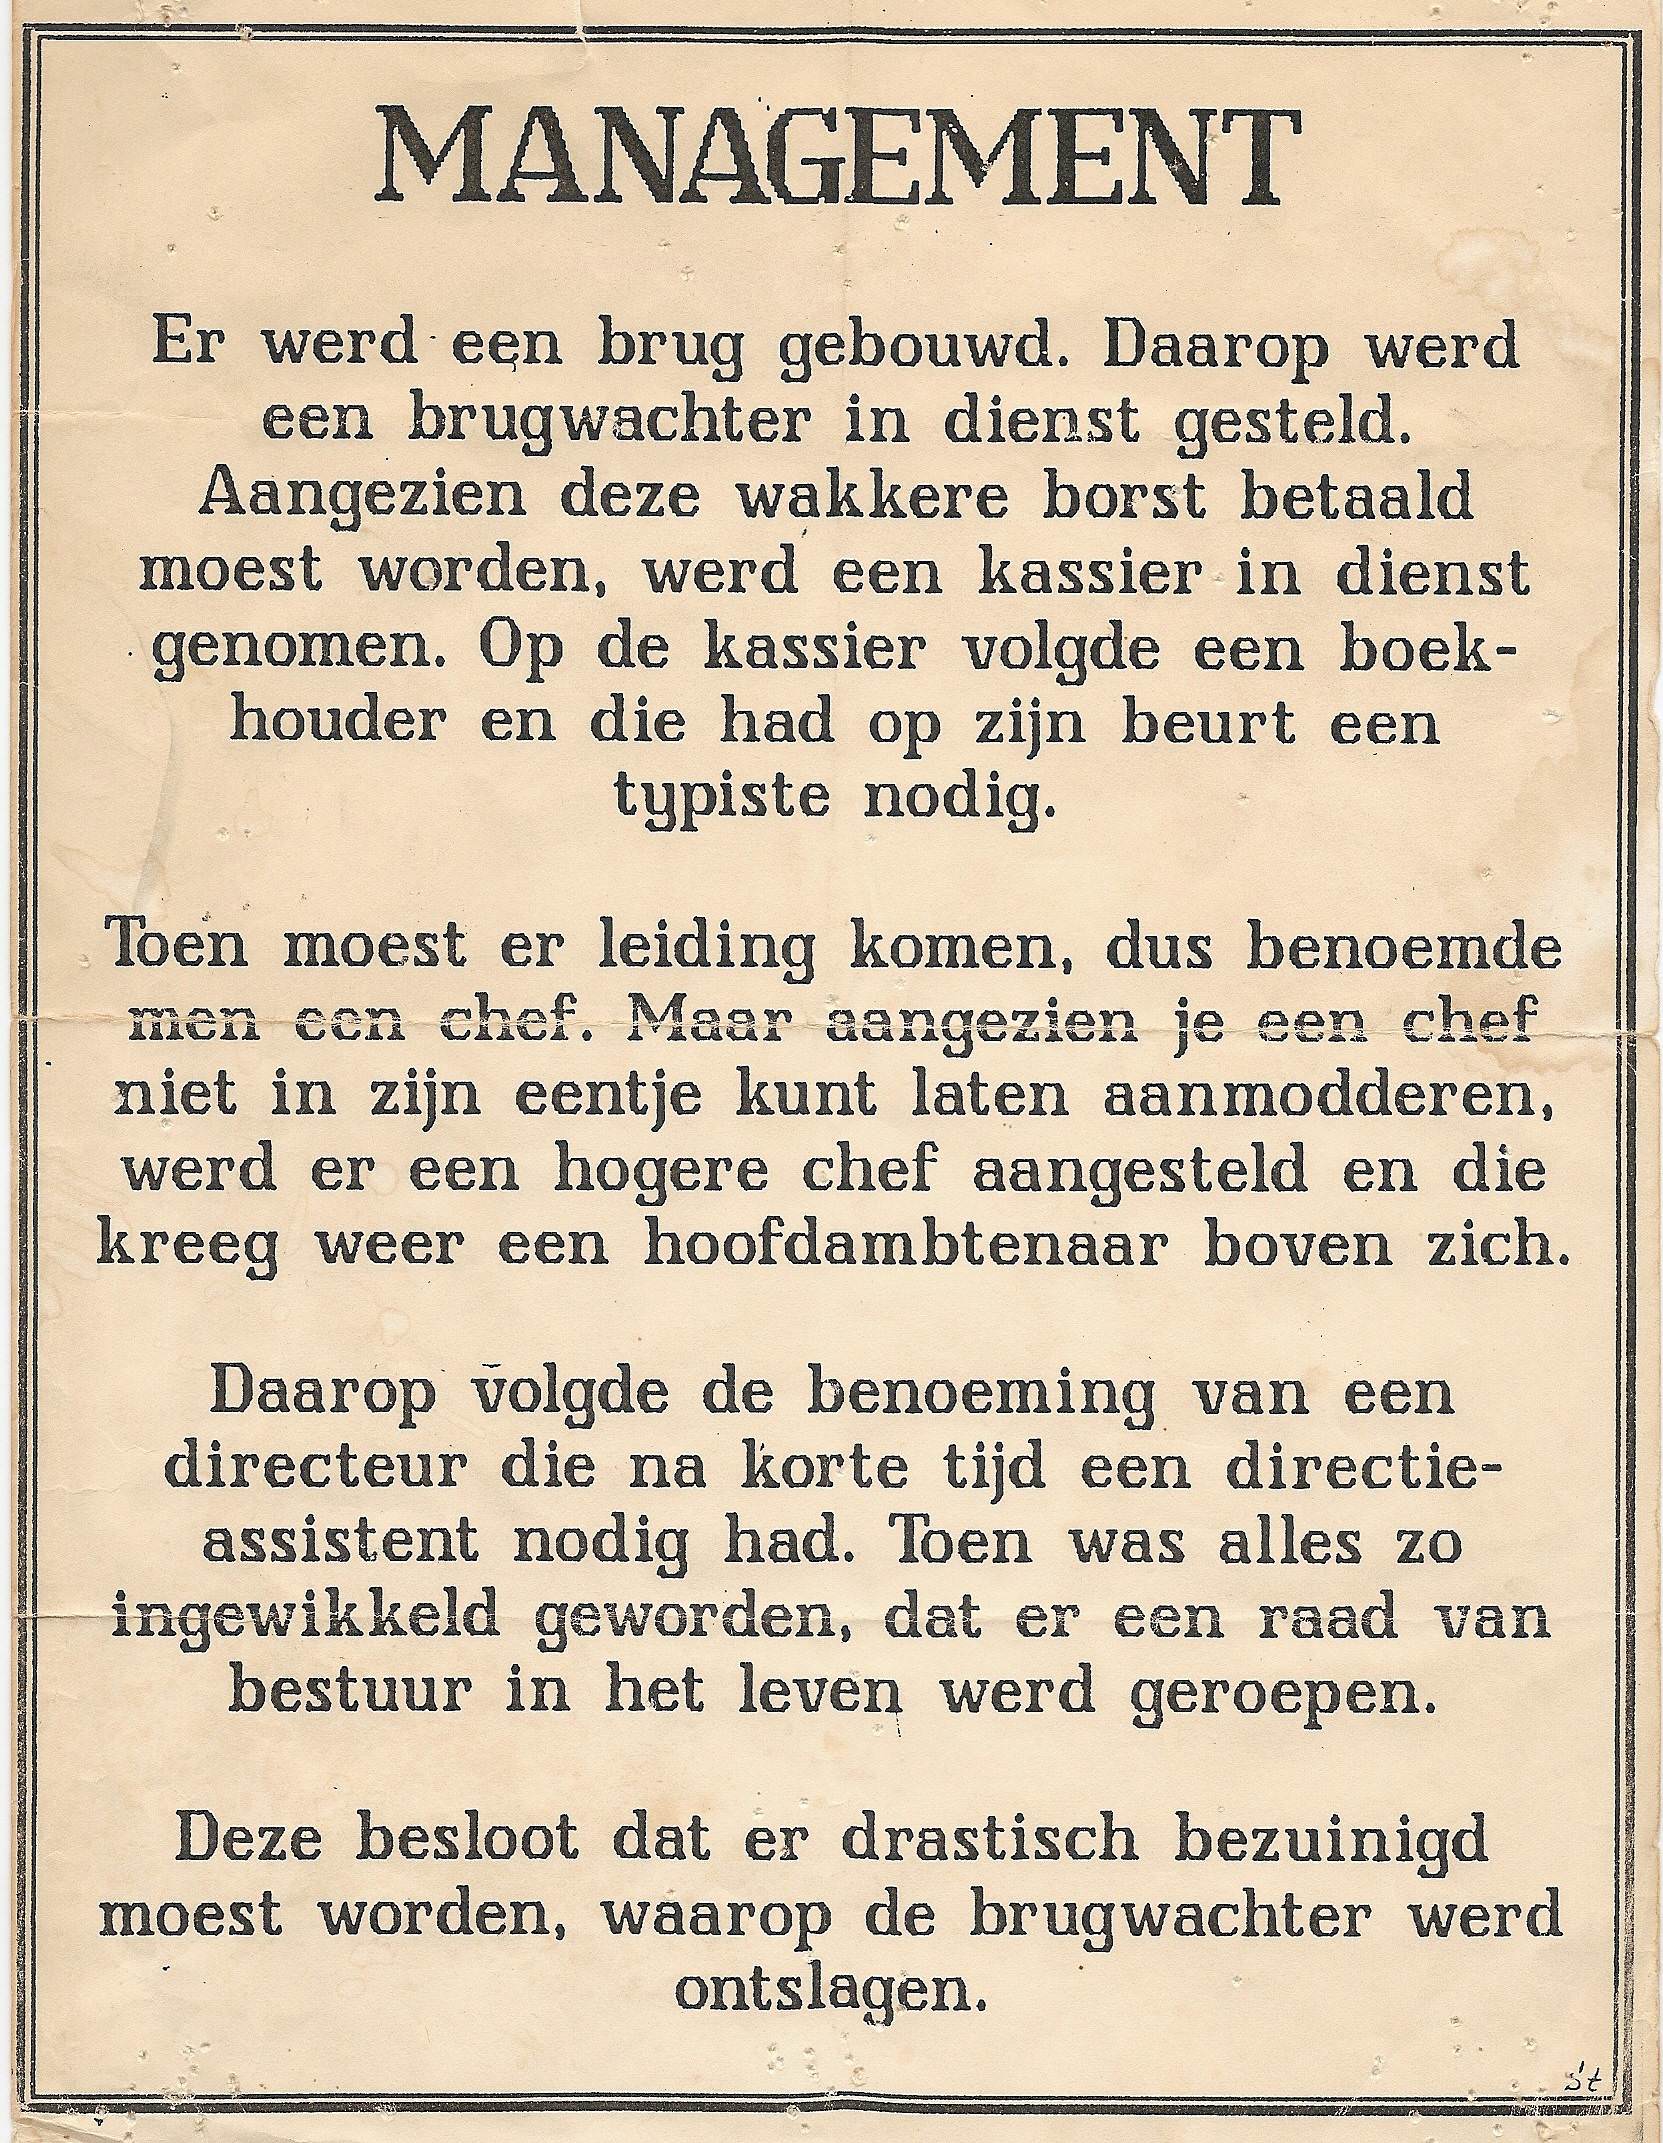 MANAGEMENT
Er werd een brug gebouwd. Daarop werd
een brugwachter in dienst gesteld.
Aangezien deze wakkere borst betaald
moest worden, werd een kassier in dienst
genomen. Op de kassier volgde een boek-
houder en die had op zijn beurt een
typiste nodig.
Toen moest er leiding komen, dus benoemde
men een chef. Maar aangezien je een chef
niet in zijn eentje kunt laten aanmodderen,
werd er een hogere chef aangesteld en die
kreeg weer een hoofdambtenaar boven zich.
Daarop volgde de benoeming van een
directeur die na korte tijd een directie-
assistent nodig had. Toen was alles zo
ingewikkeld geworden, dat er een raad van
bestuur in het leven werd geroepen.
Deze besloot dat er drastisch bezuinigd
moest worden, waarop de brugwachter werd
ontslagen.